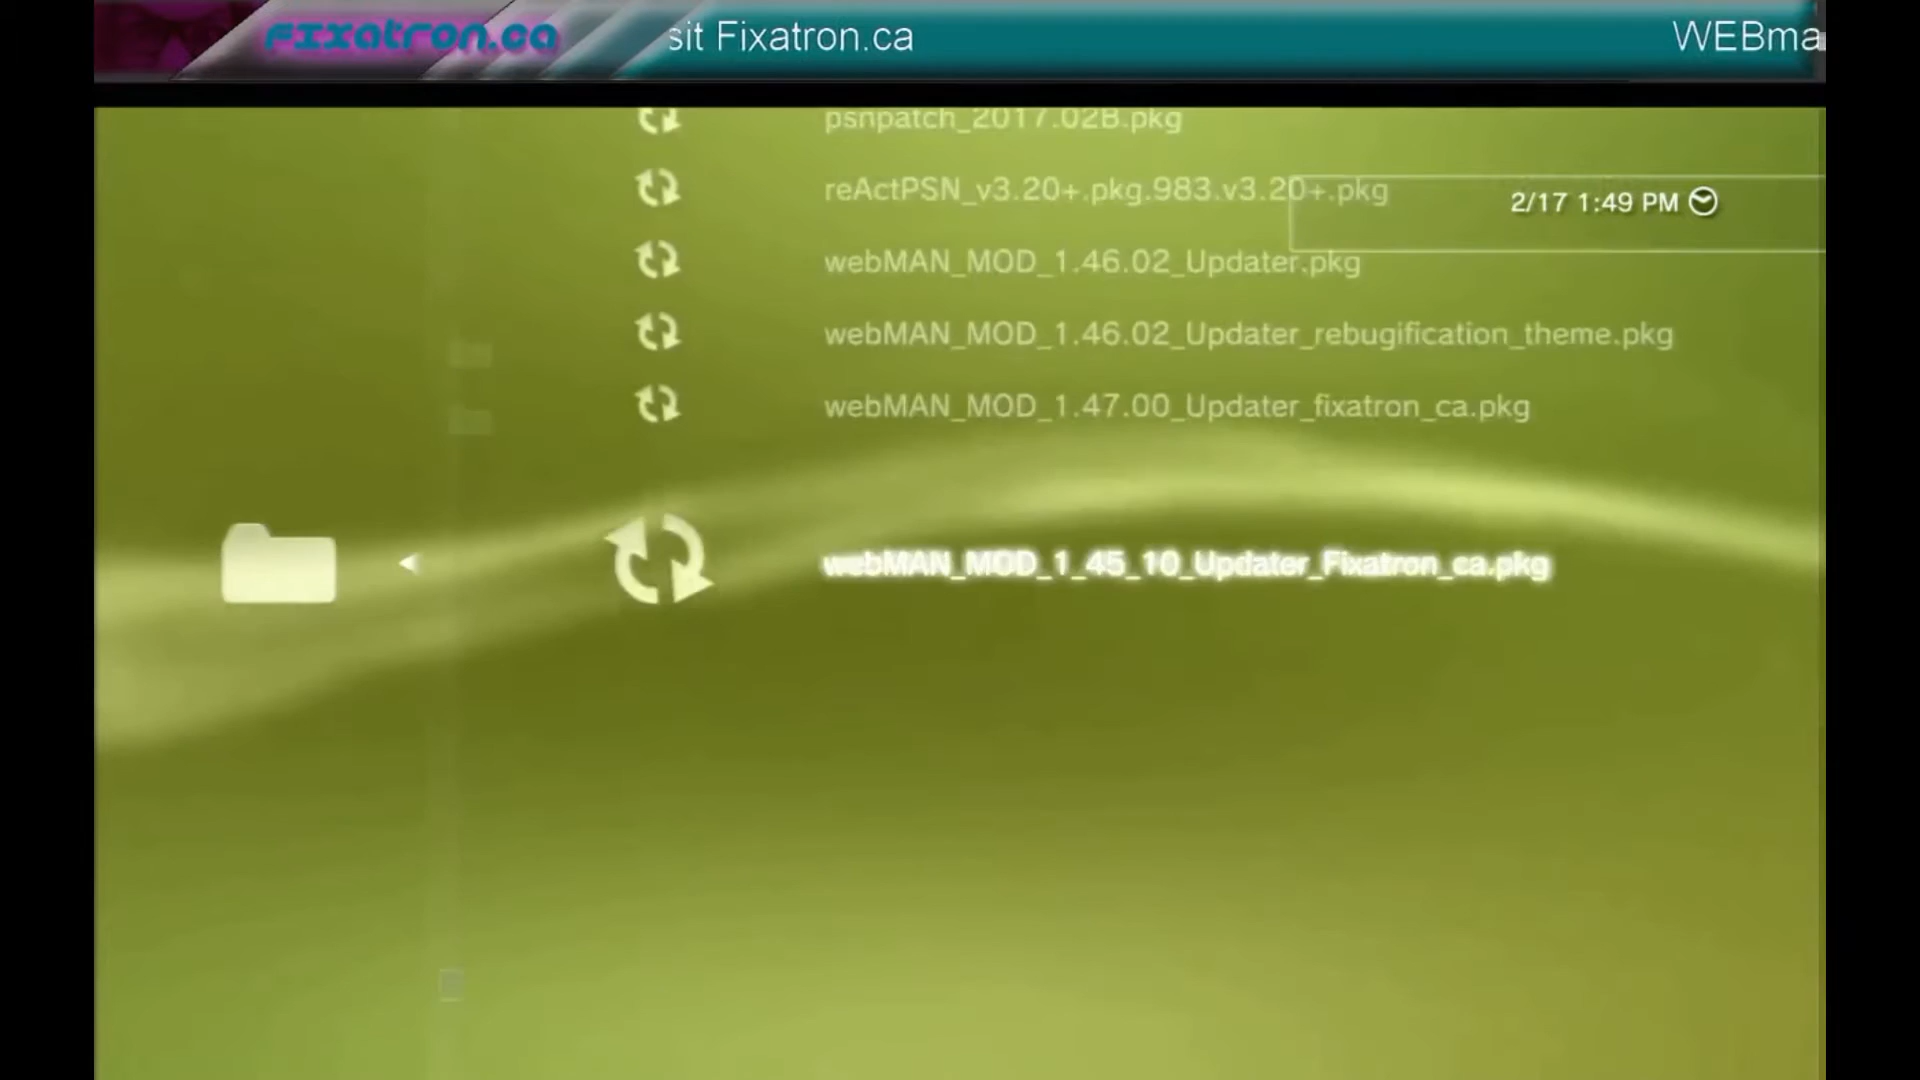 fixatron.ca
sit Fixatron.ca
WEBma
psnpatch_2017.02B.pkg
reActPSN_v3.20+.pkg.983.v3.20+.pkg
2/17 1:49 PM
webMAN_MOD_1.46.02_Updater.pkg
webMAN_MOD_1.46.02_Updater_rebugification_theme.pkg
webMAN_MOD_1.47.00_Updater_fixatron_ca.pkg
webMAN_MOD_1_45_10_Updater_Fixatron_ca.pkg